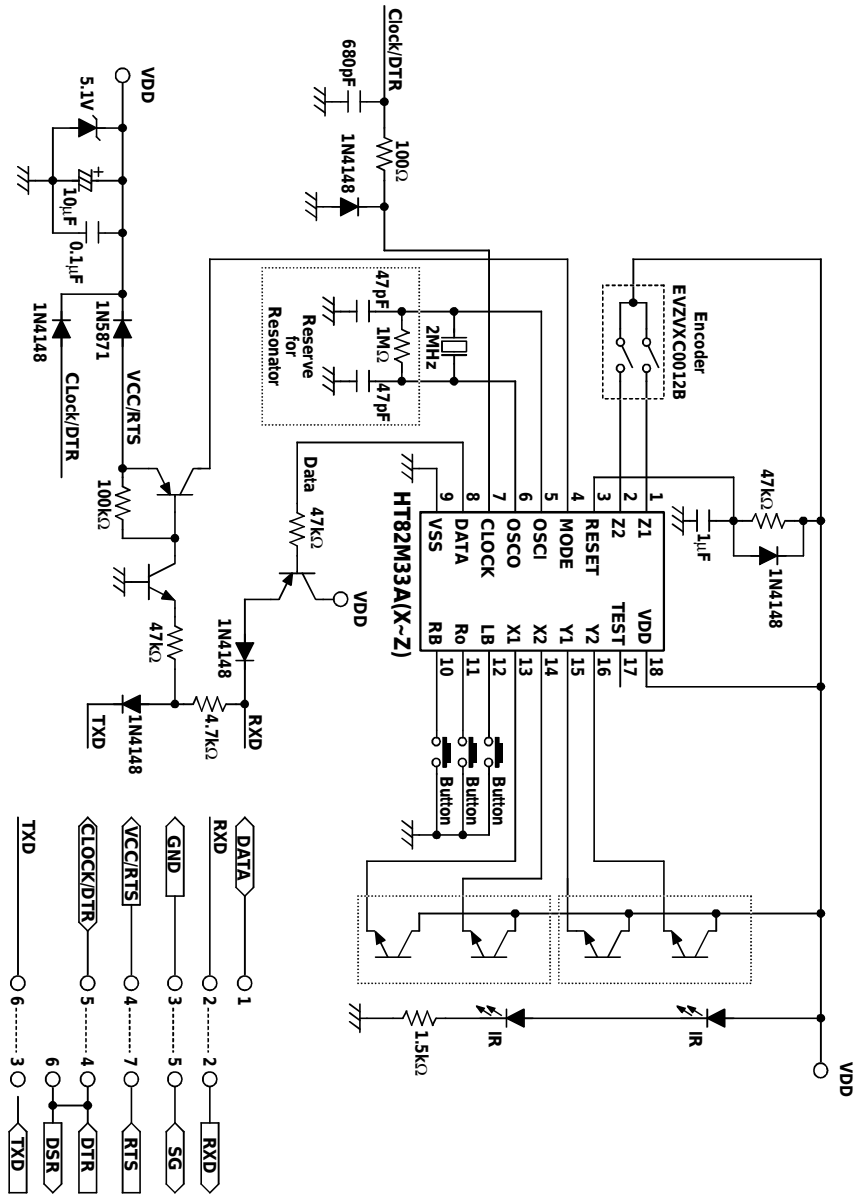 VDD
5.1V
+
10μF
0.1μF
1N4148
1N5871
CLock/DTR
VCC/RTS
100kΩ
Clock/DTR
680pF
100Ω
1N4148
47pF
1MΩ
47pF
2MHz
Reserve
for
Resonator
Encoder
EVZVXC0012B
47kΩ
1μF
1N4148
HT82M33A(X~Z)
1 Z1
2 Z2
3 RESET
4 MODE
5 OSCI
6 OSCO
7 CLOCK
8 DATA
9 VSS
VDD 18
TEST 17
Y2 16
Y1 15
X2 14
X1 13
LB 12
Ro 11
RB 10
Data
47kΩ
VDD
1N4148
47kΩ
4.7kΩ
RXD
1N4148
TXD
Button
Button
Button
IR
IR
1.5kΩ
VDD
DATA 1
RXD 2 2 RXD
GND 3 5 SG
VCC/RTS 4 7 RTS
CLOCK/DTR 5 4 DTR
6 DSR
TXD 6 3 TXD